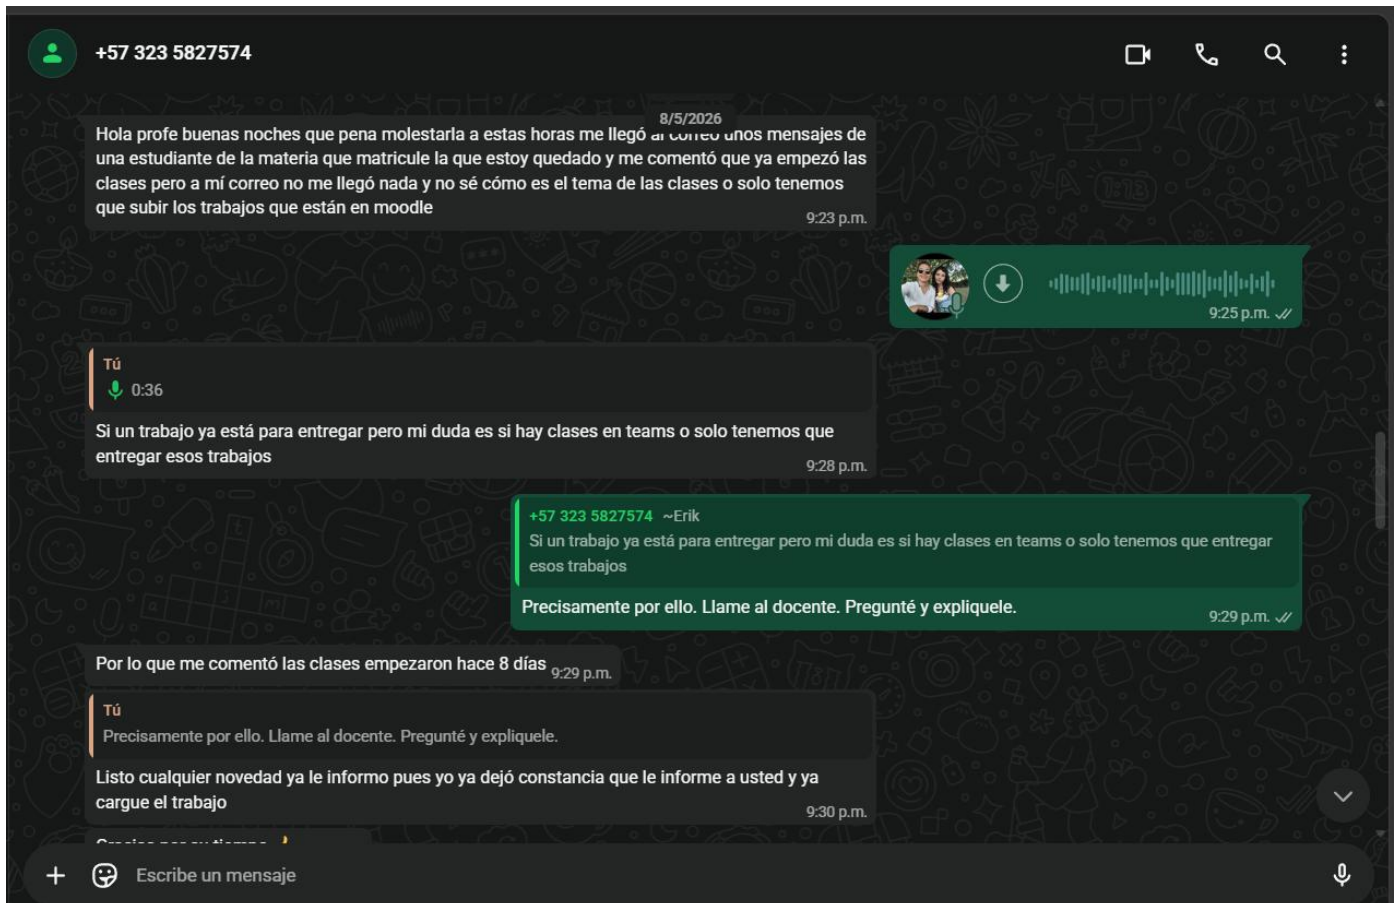 +57 323 5827574
8/5/2026
Hola profe buenas noches que pena molestarla a estas horas me llegó al correo unos mensajes de
una estudiante de la materia que matricule la que estoy quedado y me comentó que ya empezó las
clases pero a mí correo no me llegó nada y no sé cómo es el tema de las clases o solo tenemos
que subir los trabajos que están en moodle
9:23 p.m.
9:25 p.m.
Tú
0:36
Si un trabajo ya está para entregar pero mi duda es si hay clases en teams o solo tenemos que
entregar esos trabajos
9:28 p.m.
+57 323 5827574 ~Erik
Si un trabajo ya está para entregar pero mi duda es si hay clases en teams o solo tenemos que entregar
esos trabajos
Precisamente por ello. Llame al docente. Pregunté y expliquele.
9:29 p.m.
Por lo que me comentó las clases empezaron hace 8 días 9:29 p.m.
Tú
Precisamente por ello. Llame al docente. Pregunté y expliquele.
Listo cualquier novedad ya le informo pues yo ya dejó constancia que le informe a usted y ya
cargue el trabajo
9:30 p.m.
Gracias por su tiempo
Escribe un mensaje